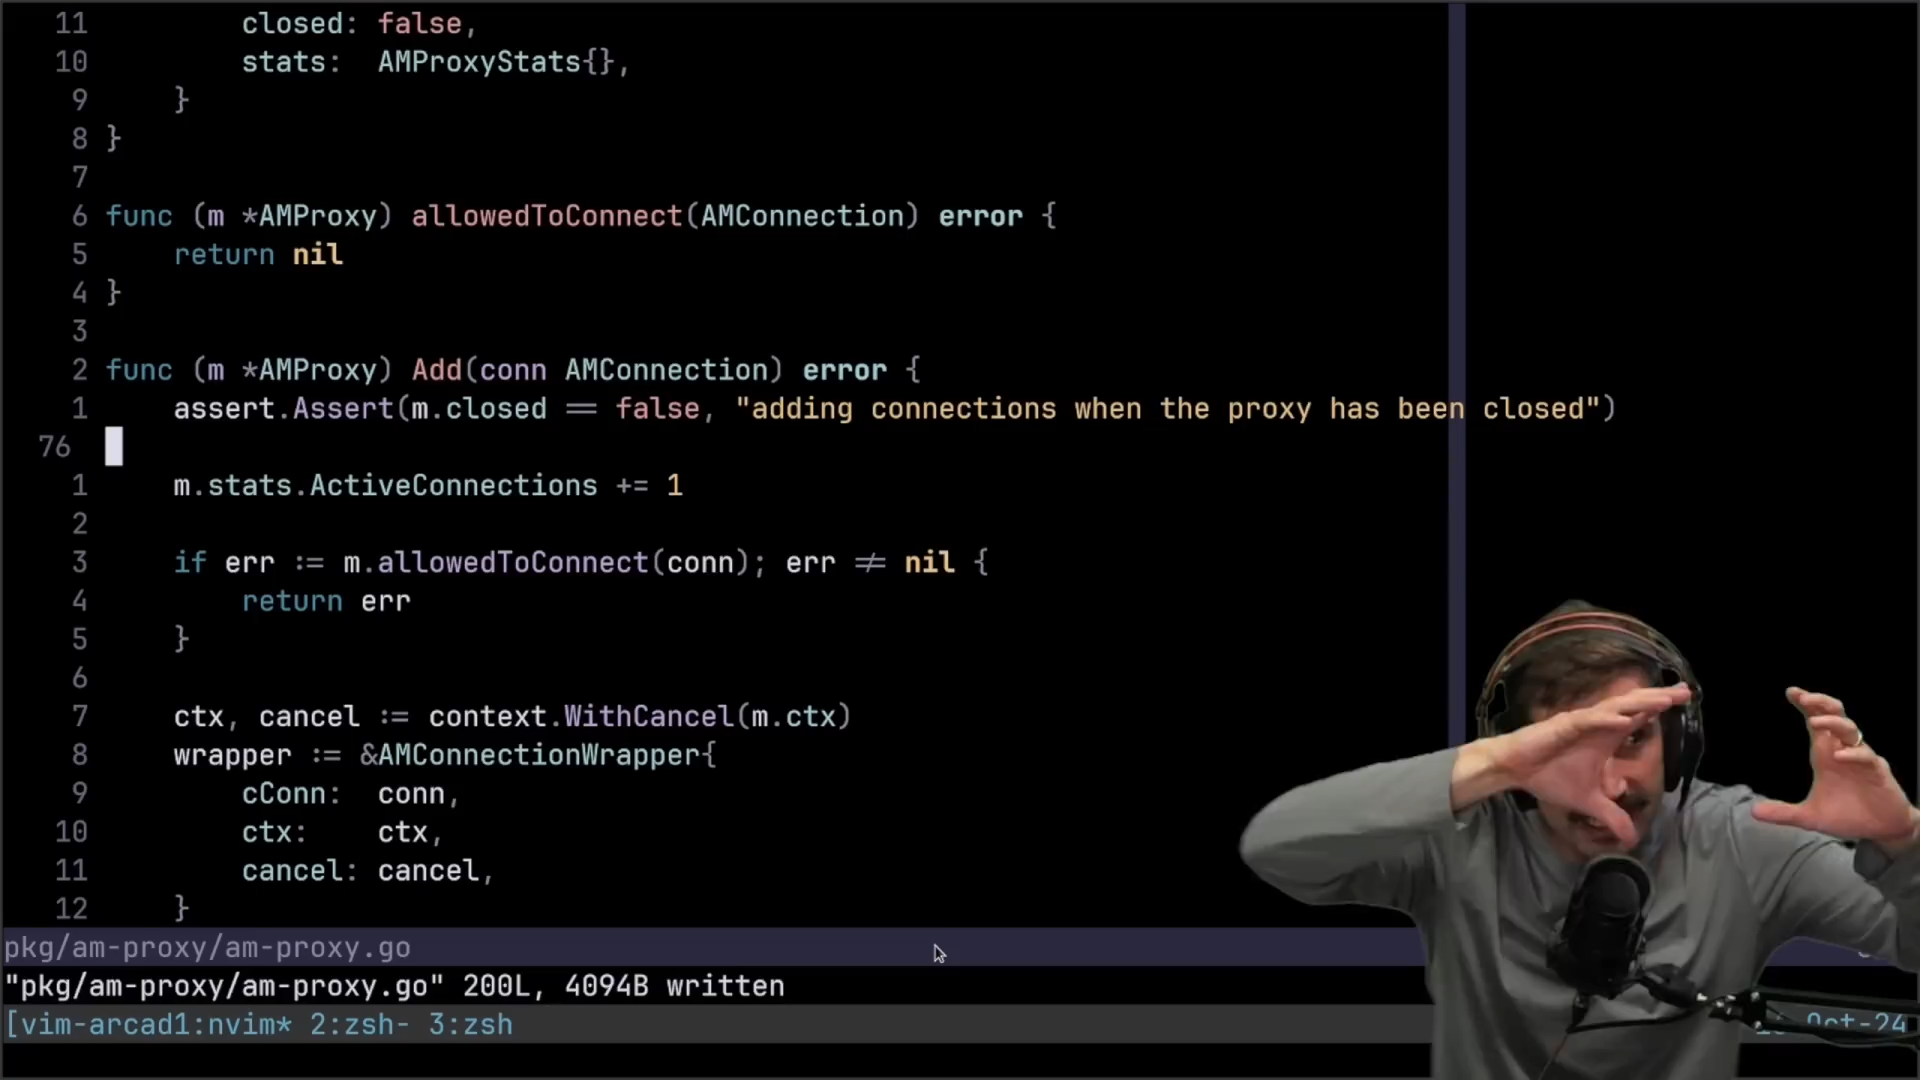 11 closed: false,
10 stats: AMProxyStats{},
9 }
8 }
7
6 func (m *AMProxy) allowedToConnect(AMConnection) error {
5 return nil
4 }
3
2 func (m *AMProxy) Add(conn AMConnection) error {
1 assert.Assert(m.closed == false, "adding connections when the proxy has been closed")
76
1 m.stats.ActiveConnections += 1
2
3 if err := m.allowedToConnect(conn); err != nil {
4 return err
5 }
6
7 ctx, cancel := context.WithCancel(m.ctx)
8 wrapper := &AMConnectionWrapper{
9 cConn: conn,
10 ctx: ctx,
11 cancel: cancel,
12 }
pkg/am-proxy/am-proxy.go
"pkg/am-proxy/am-proxy.go" 200L, 4094B written
[vim-arcad1:nvim* 2:zsh- 3:zsh Oct-24